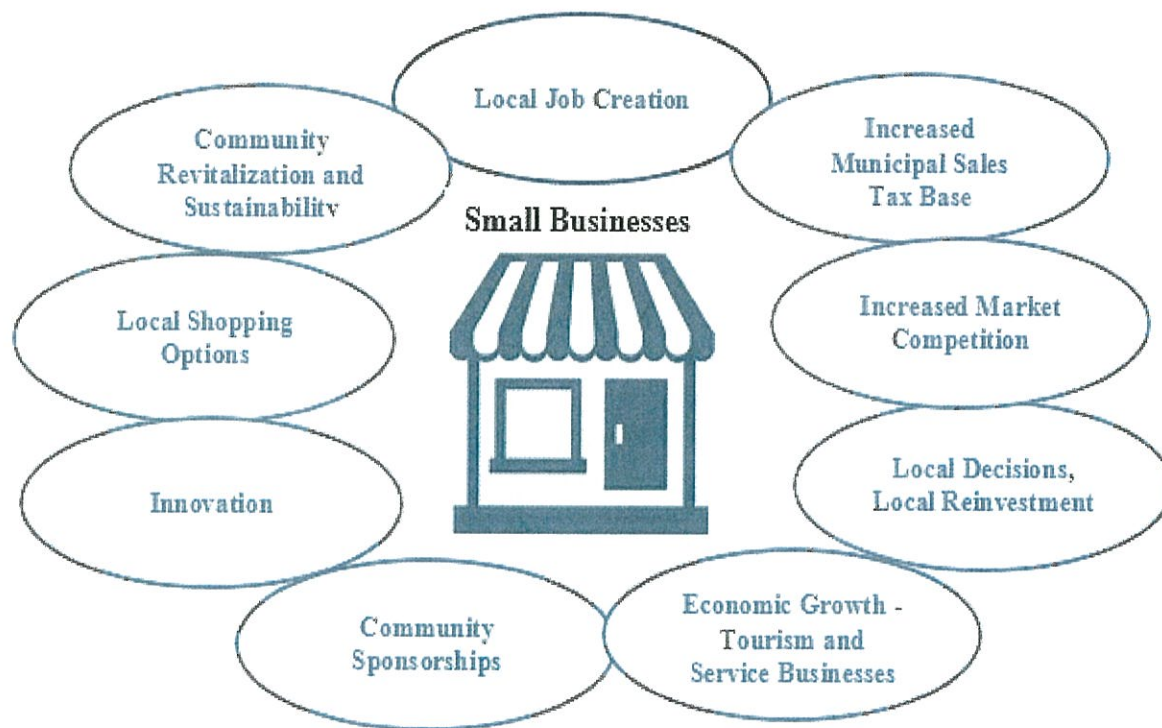 Local Job Creation
Increased
Municipal Sales
Tax Base
Increased Market
Competition
Local Decisions,
Local Reinvestment
Economic Growth -
Tourism and
Service Businesses
Community
Sponsorships
Innovation
Local Shopping
Options
Community
Revitalization and
Sustainability
Small Businesses